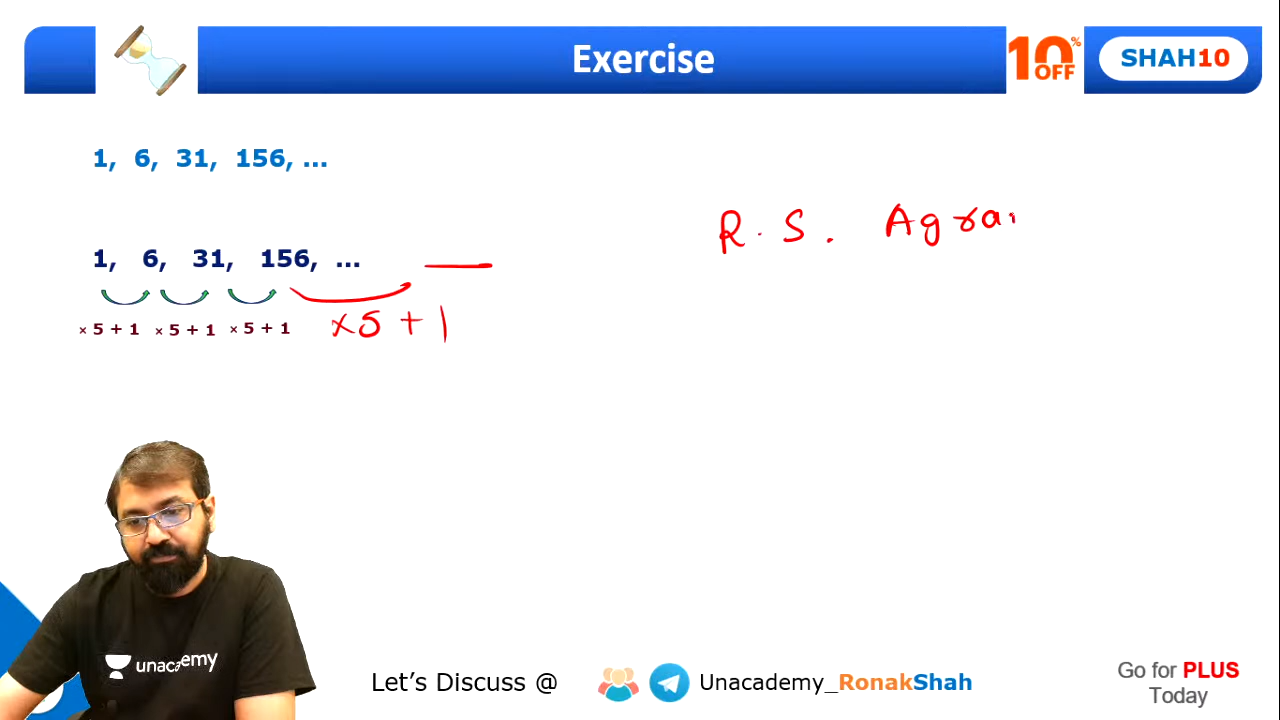 Exercise
10% OFF
SHAH10
1, 6, 31, 156, ...
R. S. Agra
1, 6, 31, 156, ...
× 5 + 1 × 5 + 1 × 5 + 1 ×5 + 1
unacademy
Let's Discuss @ Unacademy_RonakShah
Go for PLUS
Today